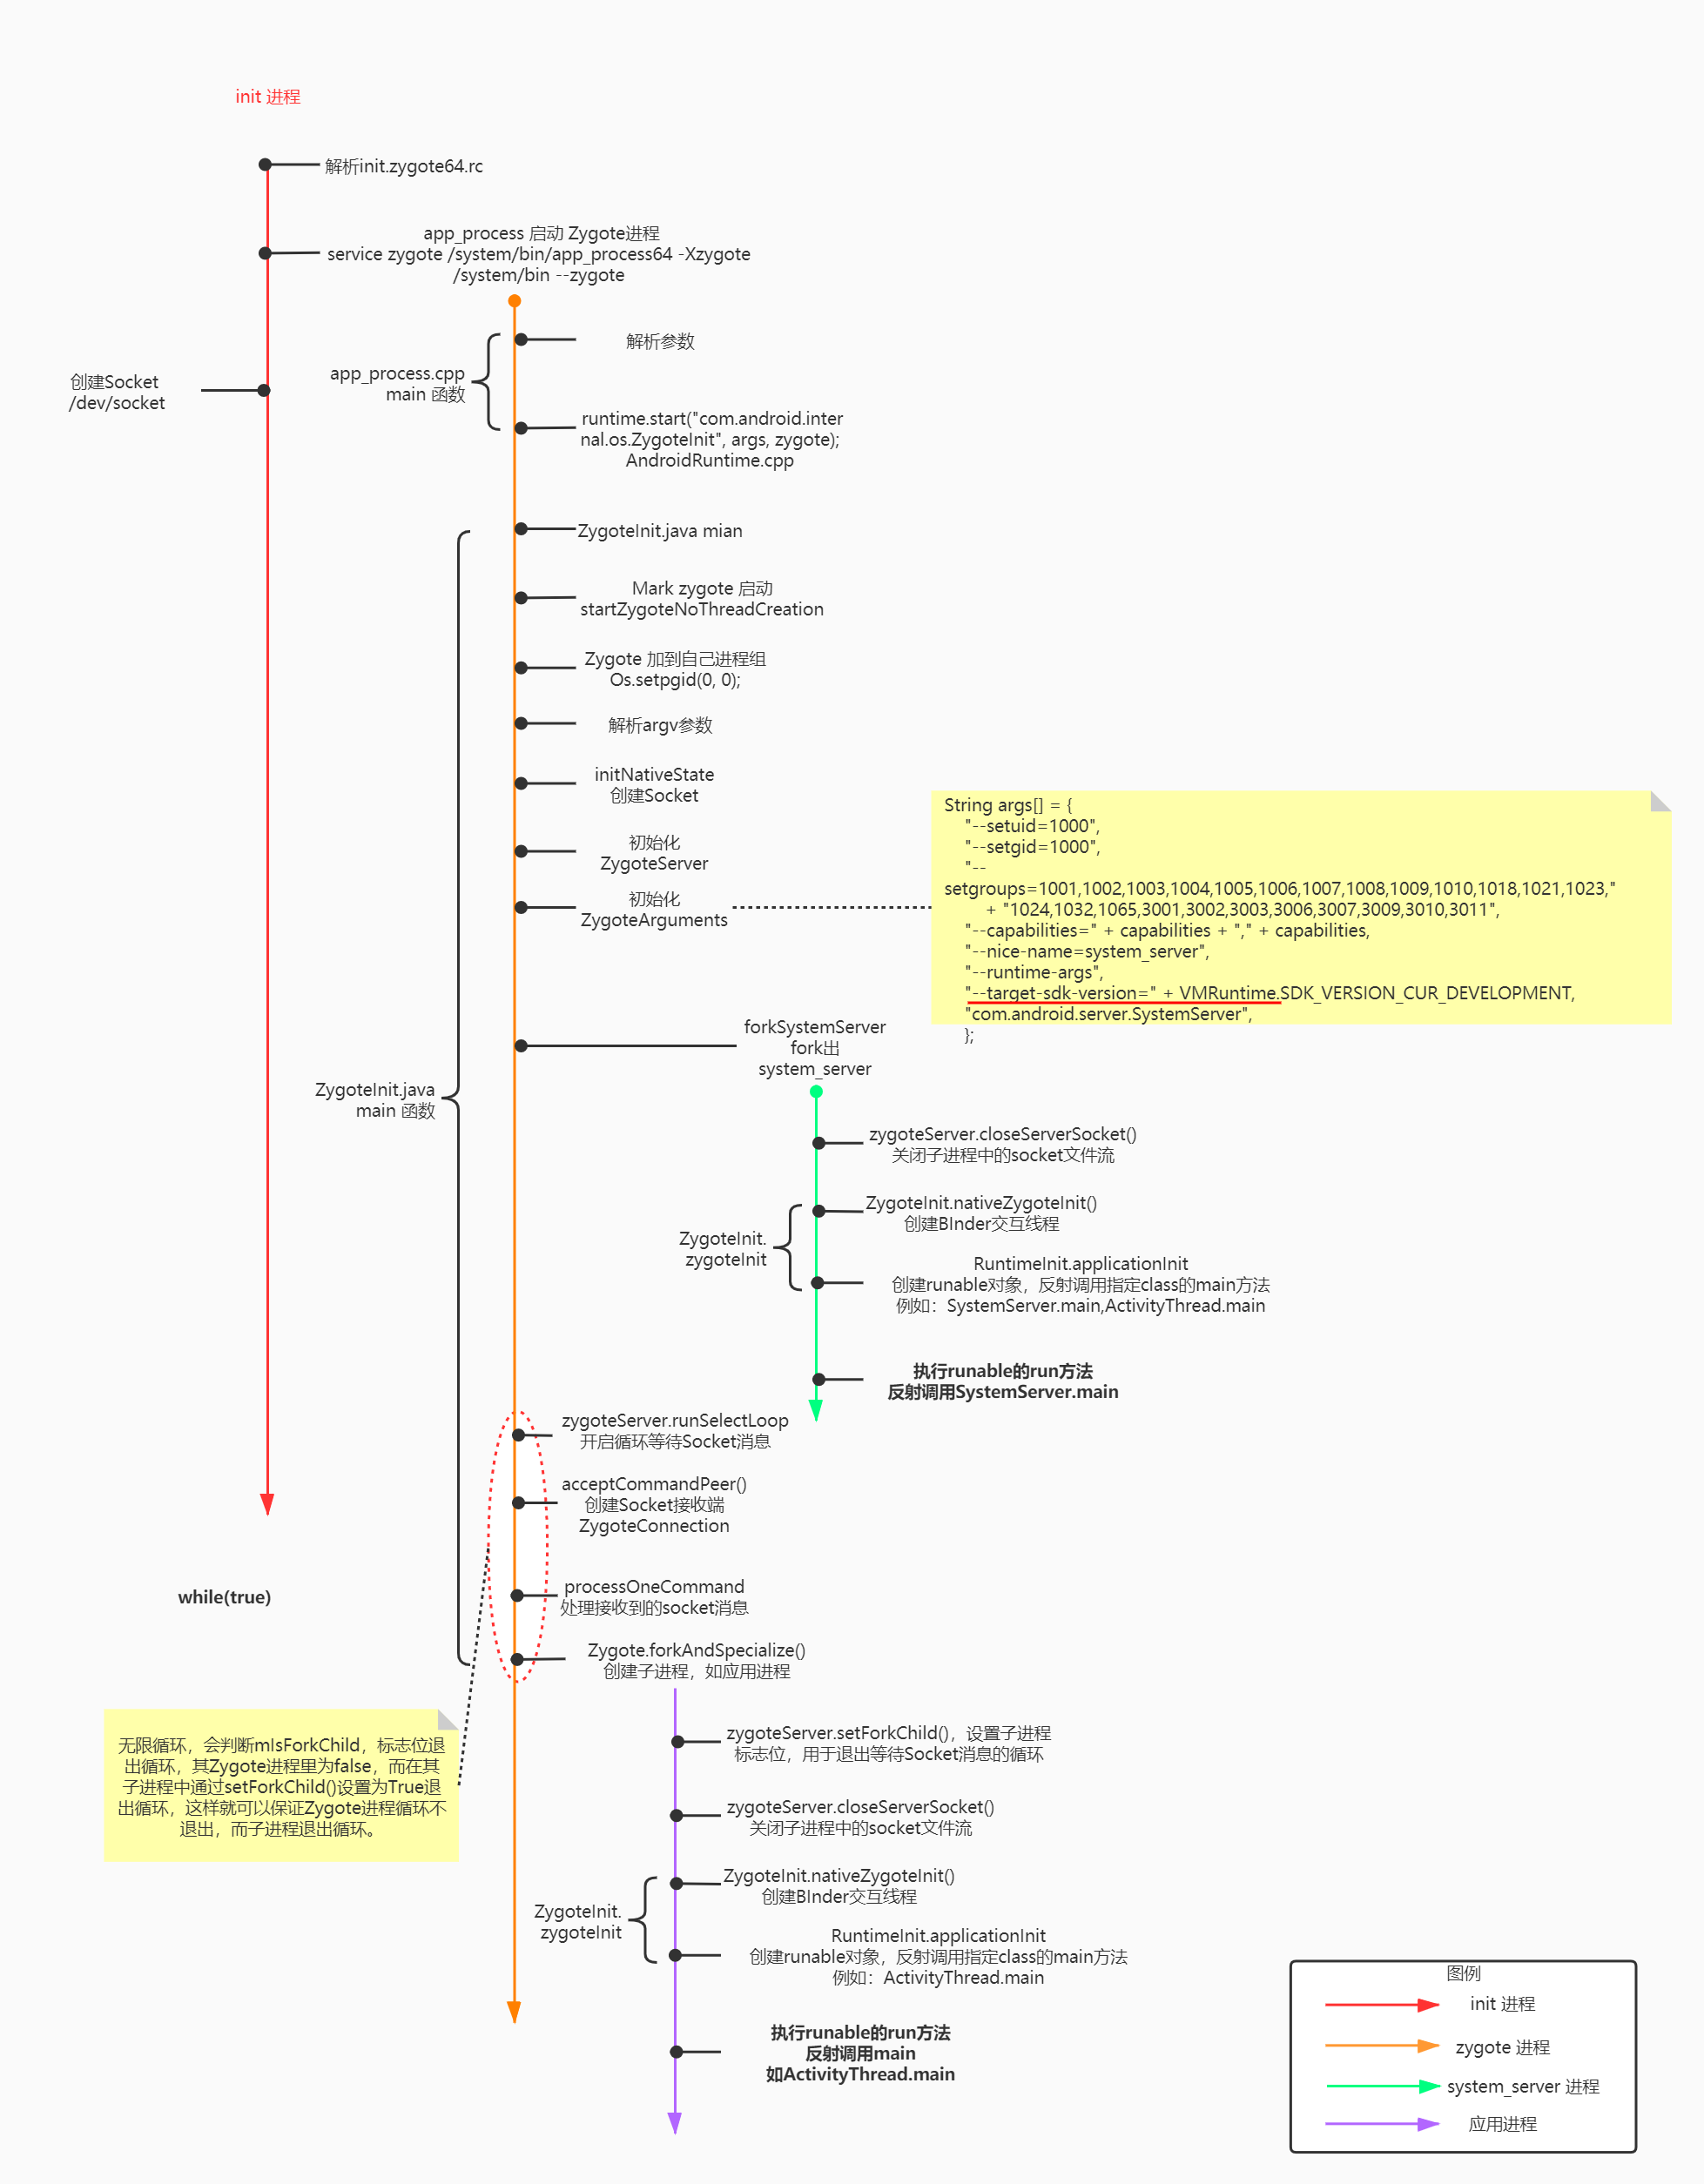 init 进程
解析init.zygote64.rc
app_process 启动 Zygote进程
service zygote /system/bin/app_process64 -Xzygote
/system/bin --zygote
解析参数
app_process.cpp
main 函数
创建Socket
/dev/socket
runtime.start("com.android.inter
nal.os.ZygoteInit", args, zygote);
AndroidRuntime.cpp
ZygoteInit.java mian
Mark zygote 启动
startZygoteNoThreadCreation
Zygote 加到自己进程组
Os.setpgid(0, 0);
解析argv参数
initNativeState
创建Socket
初始化
ZygoteServer
初始化
ZygoteArguments
String args[] = {
"--setuid=1000",
"--setgid=1000",
"--
setgroups=1001,1002,1003,1004,1005,1006,1007,1008,1009,1010,1018,1021,1023,"
+ "1024,1032,1065,3001,3002,3003,3006,3007,3009,3010,3011",
"--capabilities=" + capabilities + "," + capabilities,
"--nice-name=system_server",
"--runtime-args",
"--target-sdk-version=" + VMRuntime.SDK_VERSION_CUR_DEVELOPMENT,
"com.android.server.SystemServer",
};
forkSystemServer
fork出
system_server
ZygoteInit.java
main 函数
zygoteServer.closeServerSocket()
关闭子进程中的socket文件流
ZygoteInit.nativeZygoteInit()
创建BInder交互线程
ZygoteInit.
zygoteInit
RuntimeInit.applicationInit
创建runable对象，反射调用指定class的main方法
例如：SystemServer.main,ActivityThread.main
执行runable的run方法
反射调用SystemServer.main
zygoteServer.runSelectLoop
开启循环等待Socket消息
acceptCommandPeer()
创建Socket接收端
ZygoteConnection
while(true)
processOneCommand
处理接收到的socket消息
Zygote.forkAndSpecialize()
创建子进程，如应用进程
无限循环，会判断mIsForkChild，标志位退
出循环，其Zygote进程里为false，而在其
子进程中通过setForkChild()设置为True退
出循环，这样就可以保证Zygote进程循环不
退出，而子进程退出循环。
zygoteServer.setForkChild()，设置子进程
标志位，用于退出等待Socket消息的循环
zygoteServer.closeServerSocket()
关闭子进程中的socket文件流
ZygoteInit.nativeZygoteInit()
创建BInder交互线程
ZygoteInit.
zygoteInit
RuntimeInit.applicationInit
创建runable对象，反射调用指定class的main方法
例如：ActivityThread.main
执行runable的run方法
反射调用main
如ActivityThread.main
图例
init 进程
zygote 进程
system_server 进程
应用进程